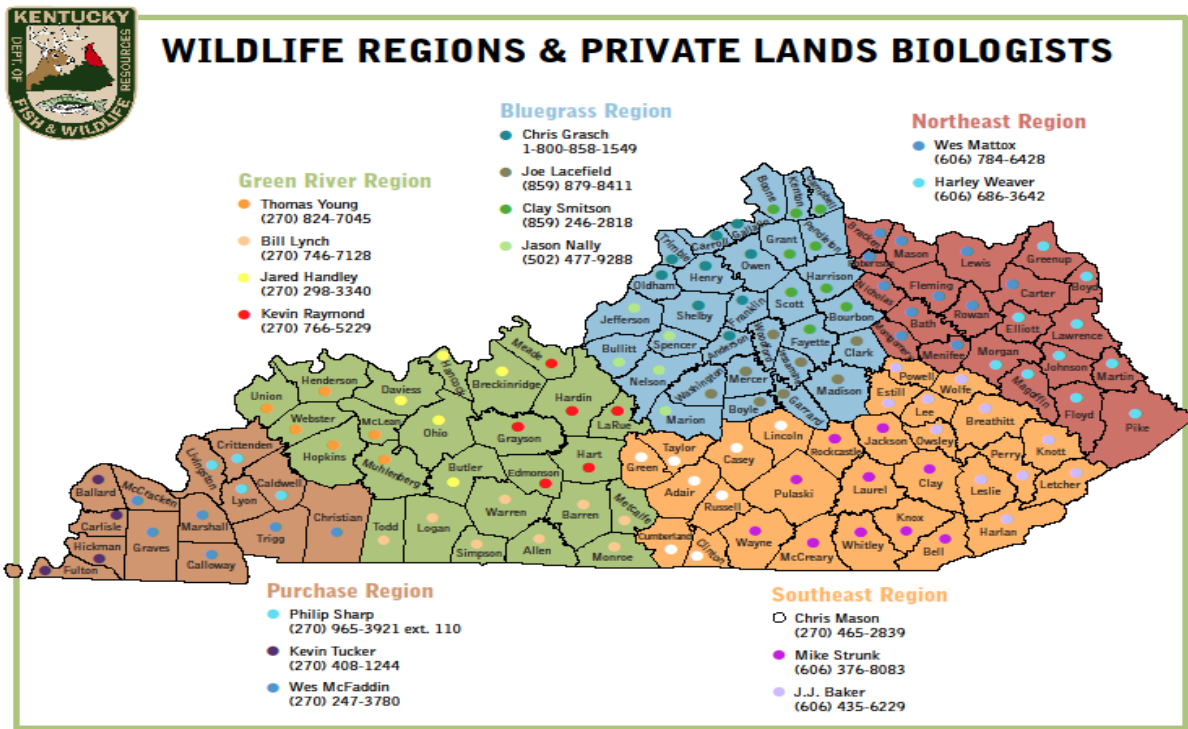 KENTUCKY
DEPT. OF
RESOURCES
FISH & WILDLIFE
WILDLIFE REGIONS & PRIVATE LANDS BIOLOGISTS
Bluegrass Region
Chris Grasch
1-800-858-1549
Joe Lacefield
(859) 879-8411
Clay Smitson
(859) 246-2818
Jason Nally
(502) 477-9288
Northeast Region
Wes Mattox
(606) 784-6428
Harley Weaver
(606) 686-3642
Green River Region
Thomas Young
(270) 824-7045
Bill Lynch
(270) 746-7128
Jared Handley
(270) 298-3340
Kevin Raymond
(270) 766-5229
Boone
Kenton
Campbell
Gallatin
Carroll
Trimble
Grant
Pendleton
Owen
Henry
Oldham
Harrison
Scott
Franklin
Shelby
Jefferson
Bourbon
Bullitt
Spencer
Anderson
Woodford
Fayette
Jessamine
Clark
Nelson
Washington
Mercer
Madison
Marion
Boyle
Garrard
Bracken
Robertson
Mason
Lewis
Greenup
Boyd
Nicholas
Fleming
Carter
Rowan
Bath
Elliott
Lawrence
Montgomery
Menifee
Morgan
Johnson
Martin
Magoffin
Floyd
Pike
Meade
Hancock
Breckinridge
Henderson
Daviess
Union
Hardin
Webster
McLean
Ohio
LaRue
Grayson
Hopkins
Muhlenberg
Butler
Edmonson
Hart
Warren
Barren
Metcalfe
Todd
Logan
Simpson
Allen
Monroe
Crittenden
Livingston
Caldwell
Lyon
Ballard
McCracken
Carlisle
Marshall
Trigg
Christian
Hickman
Graves
Calloway
Fulton
Powell
Estill
Wolfe
Lee
Lincoln
Breathitt
Taylor
Casey
Rockcastle
Jackson
Owsley
Green
Perry
Knott
Adair
Pulaski
Laurel
Clay
Leslie
Letcher
Russell
Cumberland
Clinton
Wayne
Knox
Harlan
McCreary
Whitley
Bell
Purchase Region
Philip Sharp
(270) 965-3921 ext. 110
Kevin Tucker
(270) 408-1244
Wes McFaddin
(270) 247-3780
Southeast Region
Chris Mason
(270) 465-2839
Mike Strunk
(606) 376-8083
J.J. Baker
(606) 435-6229